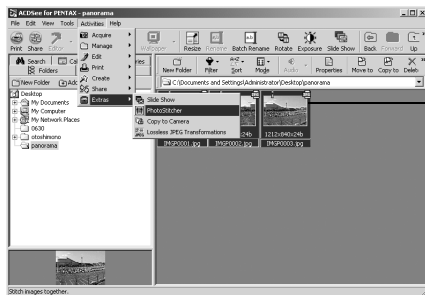 ACDSee for PENTAX - panorama
File Edit View Tools Activities Help
Print Share Editor
Wallpaper Resize Rename Batch Rename Rotate Exposure Slide Show Back Forward Up
Acquire
Manage
Edit
Print
Create
Share
Extras
Search
Folders
New Folder
New Folder Filter Sort Mode Audio Properties Move to Copy to
C:\Documents and Settings\Administrator\Desktop\panorama
Desktop
My Documents
My Computer
My Network Places
0630
otoshimono
panorama
Slide Show
PhotoStitcher
Copy to Camera
Lossless JPEG Transformations
1212x840x24b
IMGP0001.jpg IMGP0002.jpg IMGP0003.jpg
Stitch images together.